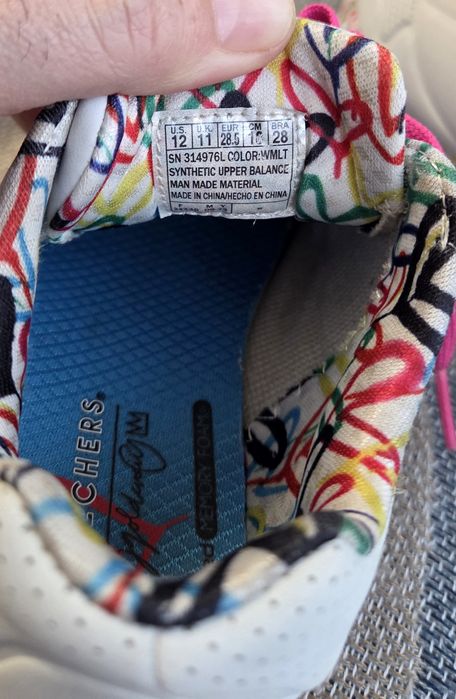 U.S. U.K. EUR CM BRA
12 11 28.5 18 28
SN 314976L COLOR:WMLT
SYNTHETIC UPPER BALANCE
MAN MADE MATERIAL
MADE IN CHINA/HECHO EN CHINA
SKECHERS
jgoldcrown
MEMORY FOAM